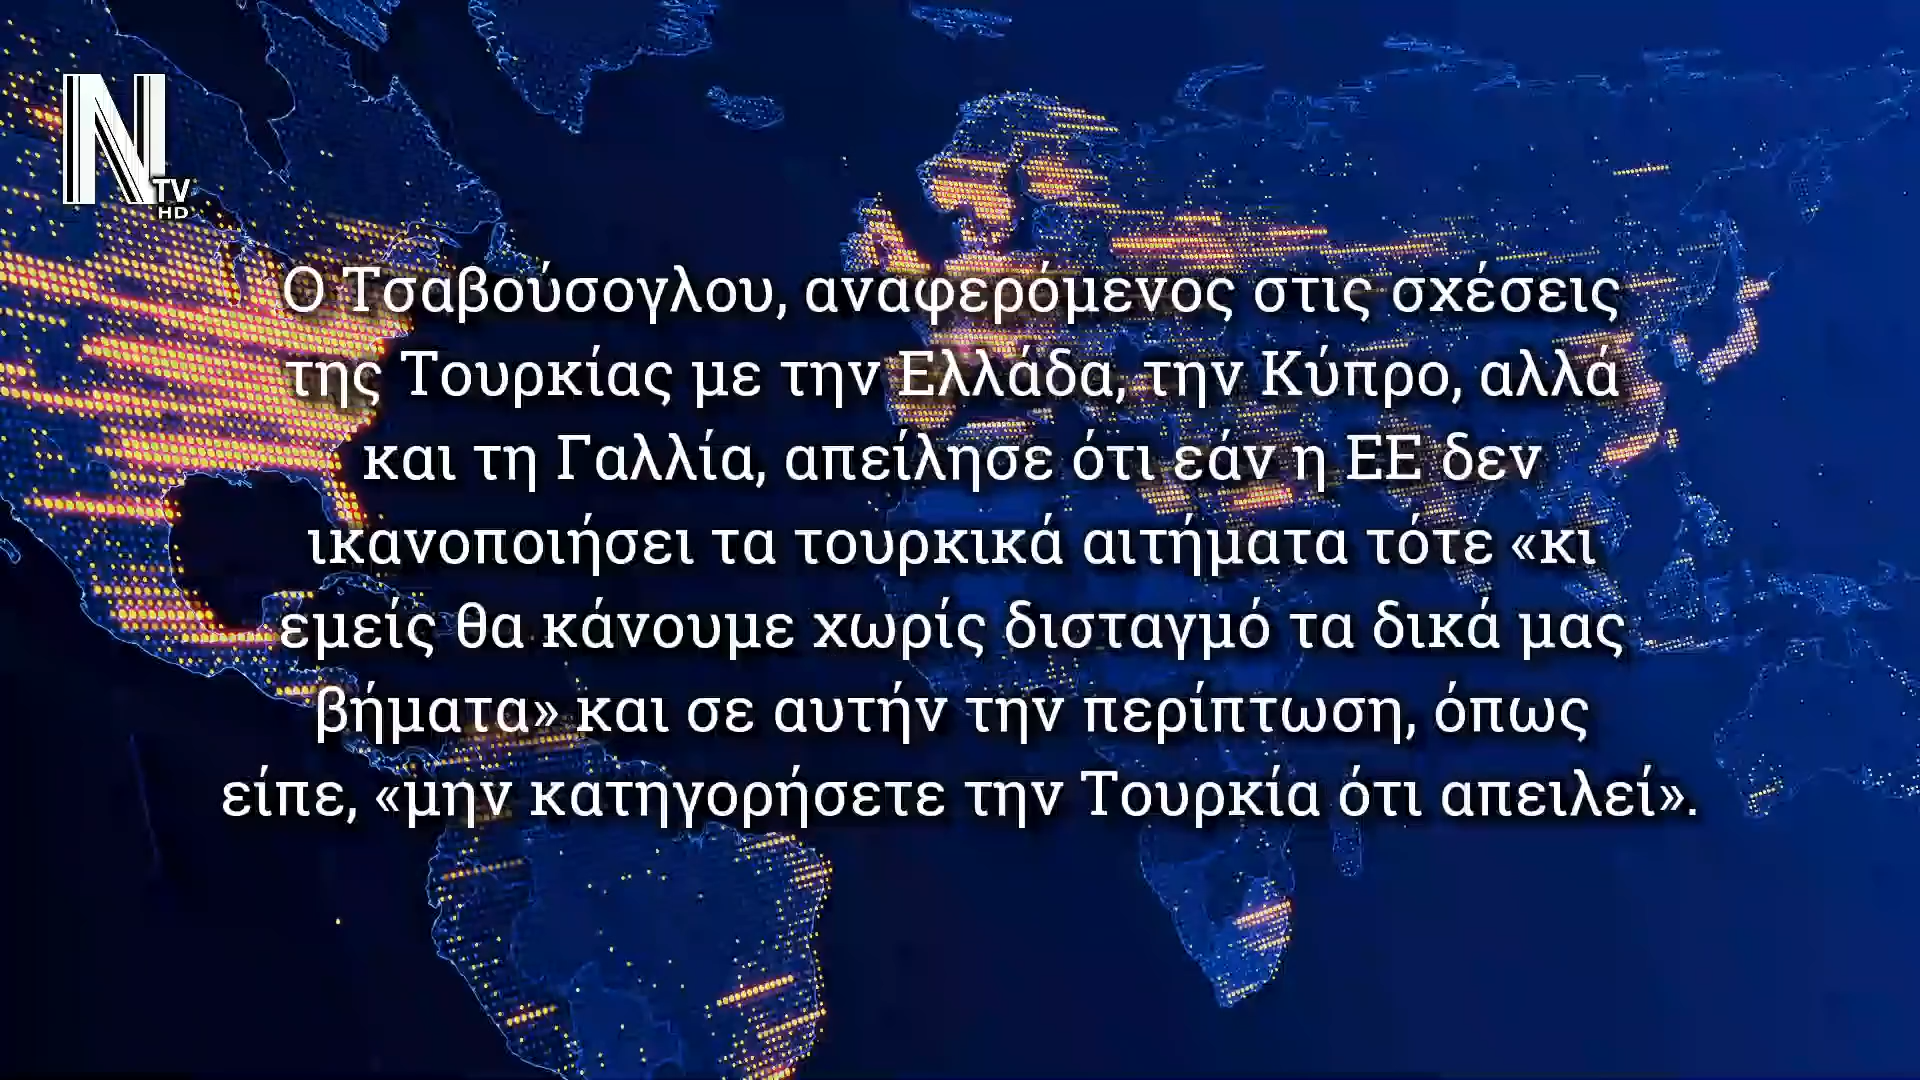 N
TV
HD
Ο Τσαβούσογλου, αναφερόμενος στις σχέσεις
της Τουρκίας με την Ελλάδα, την Κύπρο, αλλά
και τη Γαλλία, απείλησε ότι εάν η ΕΕ δεν
ικανοποιήσει τα τουρκικά αιτήματα τότε «κι
εμείς θα κάνουμε χωρίς δισταγμό τα δικά μας
βήματα» και σε αυτήν την περίπτωση, όπως
είπε, «μην κατηγορήσετε την Τουρκία ότι απειλεί».